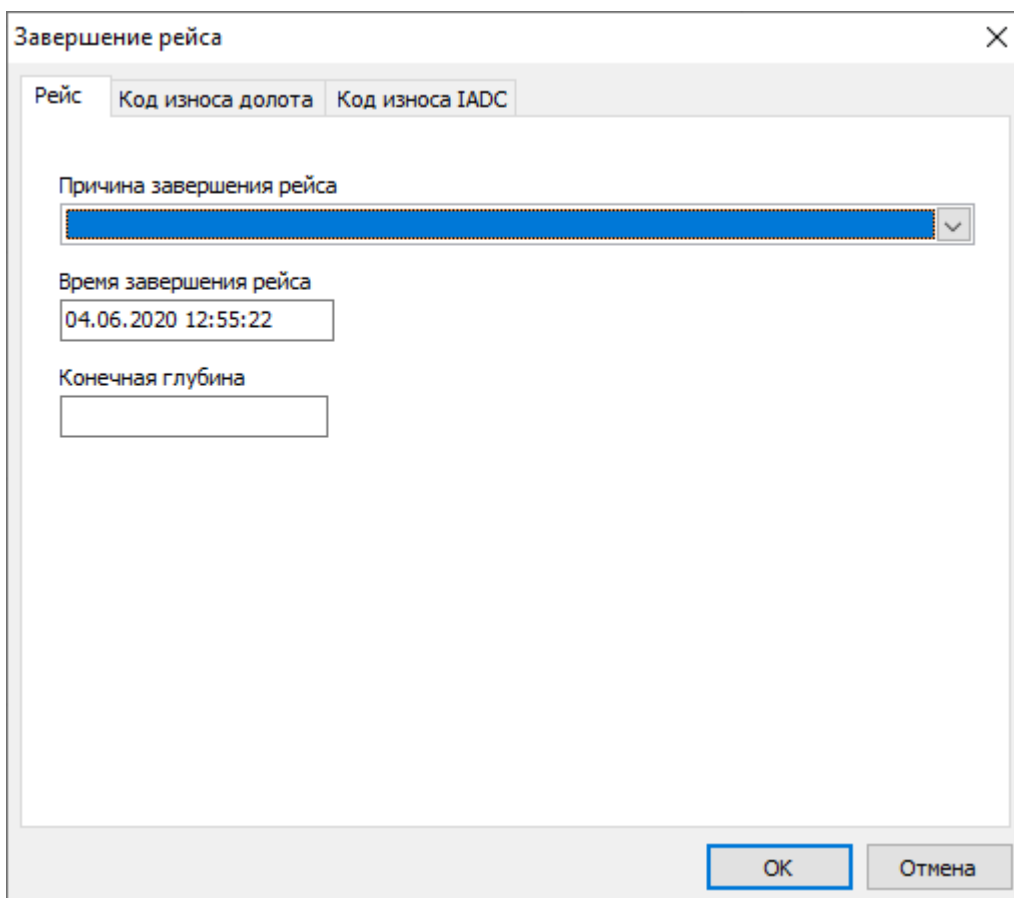 Завершение рейса
Рейс Код износа долота Код износа IADC
Причина завершения рейса
Время завершения рейса
04.06.2020 12:55:22
Конечная глубина
OK Отмена